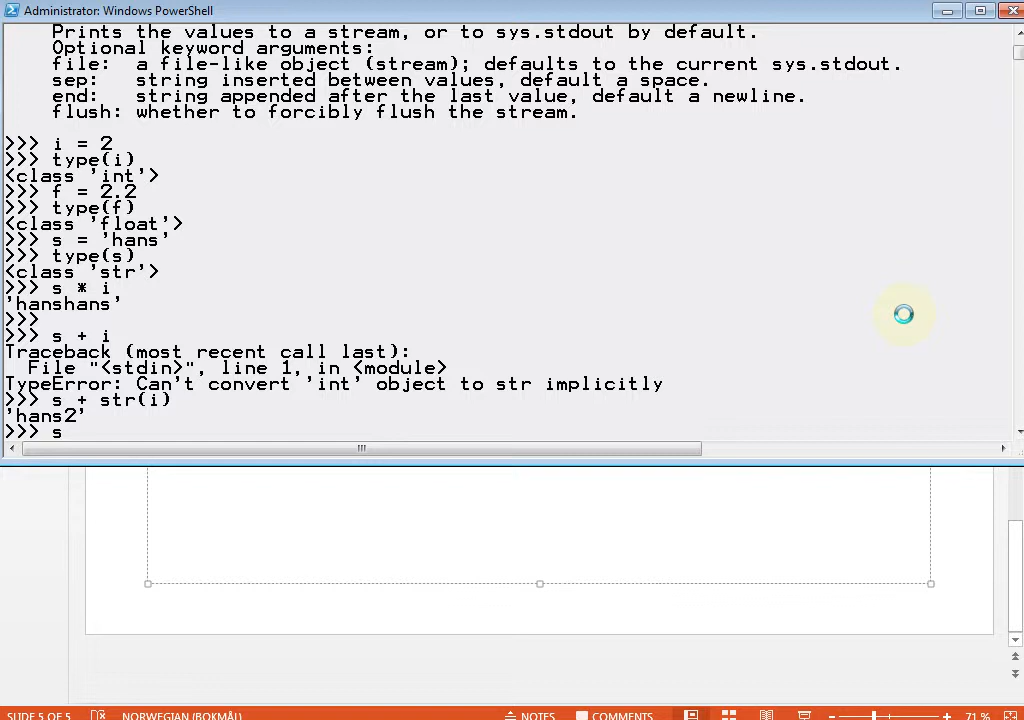 Administrator: Windows PowerShell
Prints the values to a stream, or to sys.stdout by default.
Optional keyword arguments:
file:  a file-like object (stream); defaults to the current sys.stdout.
sep:   string inserted between values, default a space.
end:   string appended after the last value, default a newline.
flush: whether to forcibly flush the stream.
>>> i = 2
>>> type(i)
<class 'int'>
>>> f = 2.2
>>> type(f)
<class 'float'>
>>> s = 'hans'
>>> type(s)
<class 'str'>
>>> s * i
'hanshans'
>>>
>>> s + i
Traceback (most recent call last):
  File "<stdin>", line 1, in <module>
TypeError: Can't convert 'int' object to str implicitly
>>> s + str(i)
'hans2'
>>> s
SLIDE 5 OF 5 NORWEGIAN (BOKMÅL) NOTES COMMENTS 71 %